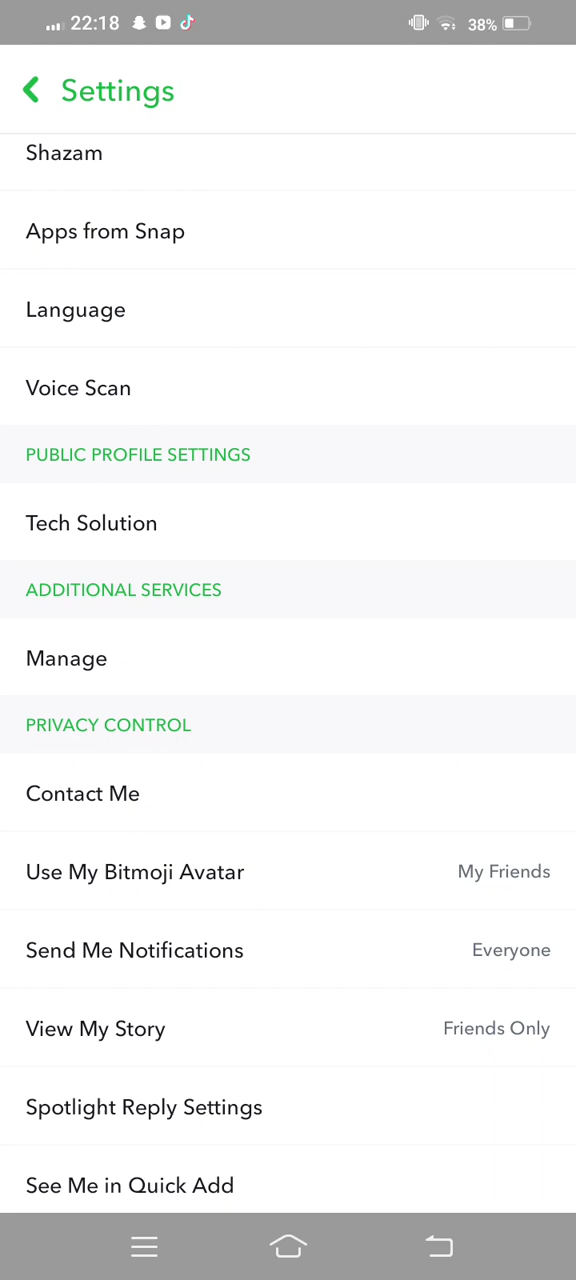 22:18
38%
Settings
Shazam
Apps from Snap
Language
Voice Scan
PUBLIC PROFILE SETTINGS
Tech Solution
ADDITIONAL SERVICES
Manage
PRIVACY CONTROL
Contact Me
Use My Bitmoji Avatar My Friends
Send Me Notifications Everyone
View My Story Friends Only
Spotlight Reply Settings
See Me in Quick Add